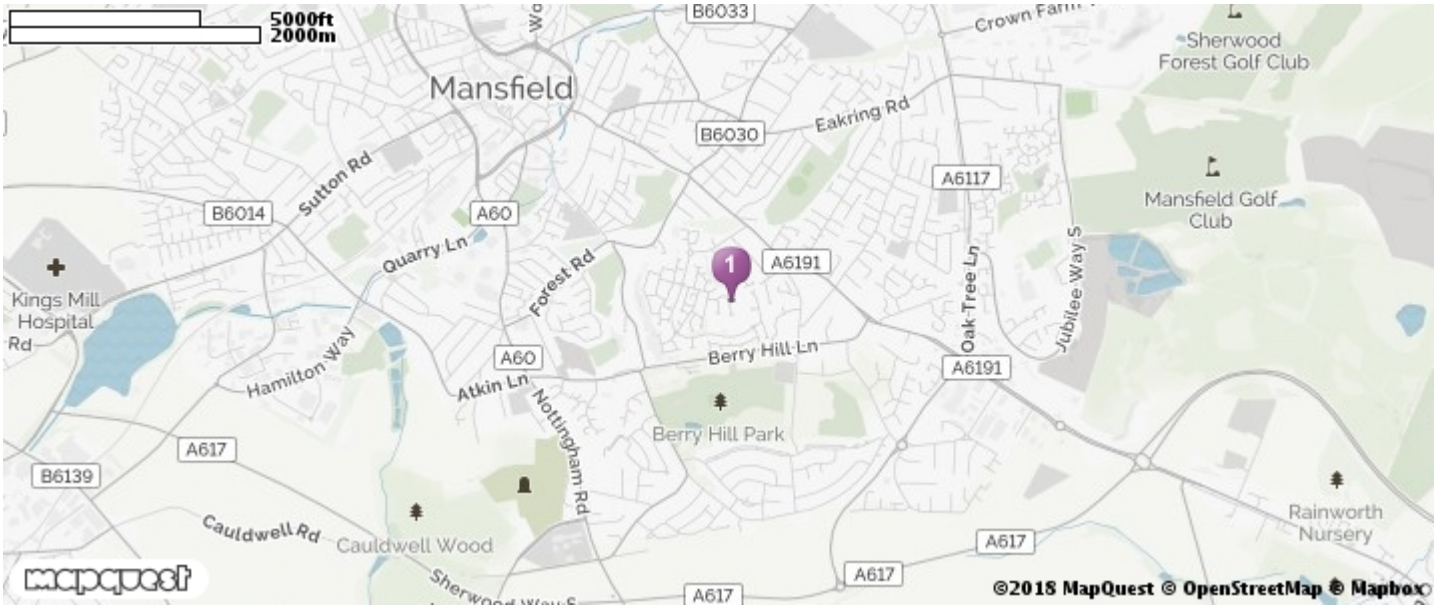 5000ft
2000m
B6033
Crown Farm
Sherwood
Forest Golf Club
Mansfield
B6030
Eakring Rd
Sutton Rd
A6117
Mansfield Golf
Club
B6014
A60
Quarry Ln
Forest Rd
1
A6191
Oak Tree Ln
Jubilee Way S
Kings Mill
Hospital
Rd
Hamilton Way
A60
Berry Hill Ln
A6191
Atkin Ln
Nottingham Rd
Berry Hill Park
A617
B6139
Rainworth
Nursery
Cauldwell Rd
Cauldwell Wood
A617
Sherwood Way S
A617
A617
mapquest
©2018 MapQuest © OpenStreetMap © Mapbox